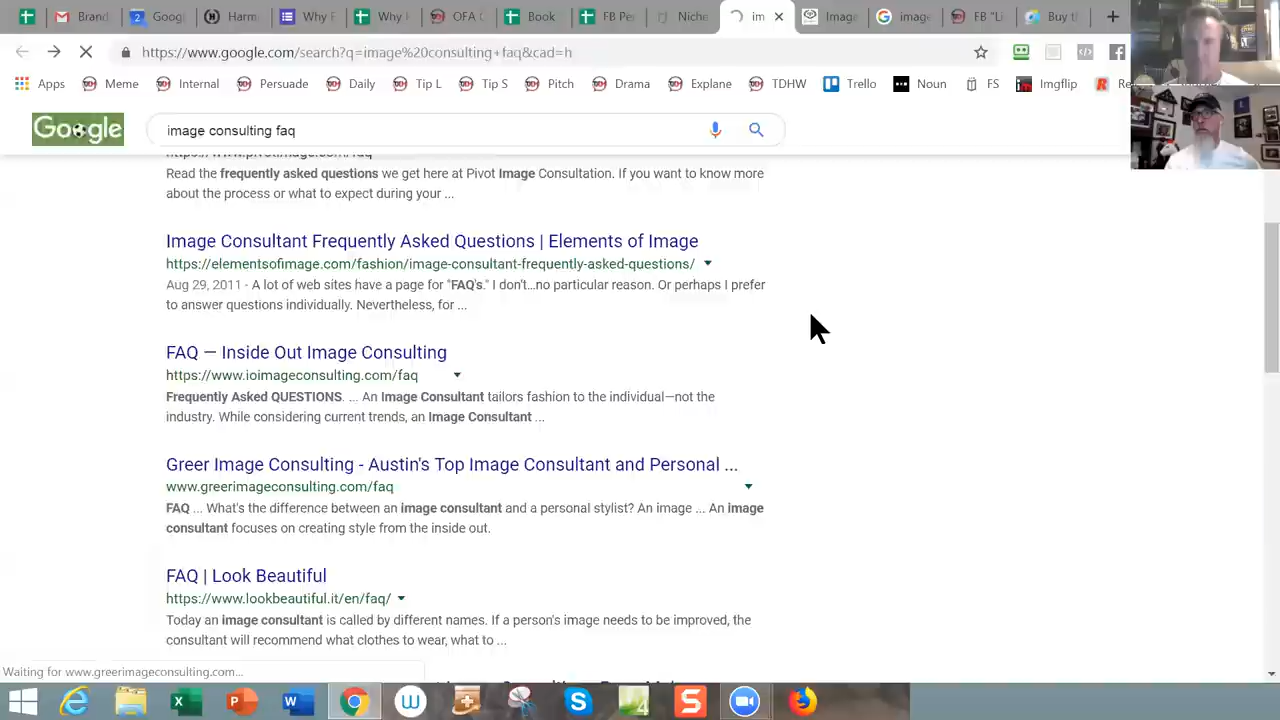 Brand
Googl
Harm
Why F
Why I
OFA C
Book
FB Per
Niche
im
Image
image
FB "Li
Buy tl
https://www.google.com/search?q=image%20consulting+faq&cad=h
Apps
Meme
Internal
Persuade
Daily
Tip L
Tip S
Pitch
Drama
Explane
TDHW
Trello
Noun
FS
Imgflip
Re
Google
image consulting faq
https://www.pivotimage.com/faq
Read the frequently asked questions we get here at Pivot Image Consultation. If you want to know more
about the process or what to expect during your ...
Image Consultant Frequently Asked Questions | Elements of Image
https://elementsofimage.com/fashion/image-consultant-frequently-asked-questions/
Aug 29, 2011 - A lot of web sites have a page for "FAQ's." I don't…no particular reason. Or perhaps I prefer
to answer questions individually. Nevertheless, for ...
FAQ — Inside Out Image Consulting
https://www.ioimageconsulting.com/faq
Frequently Asked QUESTIONS. ... An Image Consultant tailors fashion to the individual—not the
industry. While considering current trends, an Image Consultant ...
Greer Image Consulting - Austin's Top Image Consultant and Personal ...
www.greerimageconsulting.com/faq
FAQ ... What's the difference between an image consultant and a personal stylist? An image ... An image
consultant focuses on creating style from the inside out.
FAQ | Look Beautiful
https://www.lookbeautiful.it/en/faq/
Today an image consultant is called by different names. If a person's image needs to be improved, the
consultant will recommend what clothes to wear, what to ...
Waiting for www.greerimageconsulting.com...